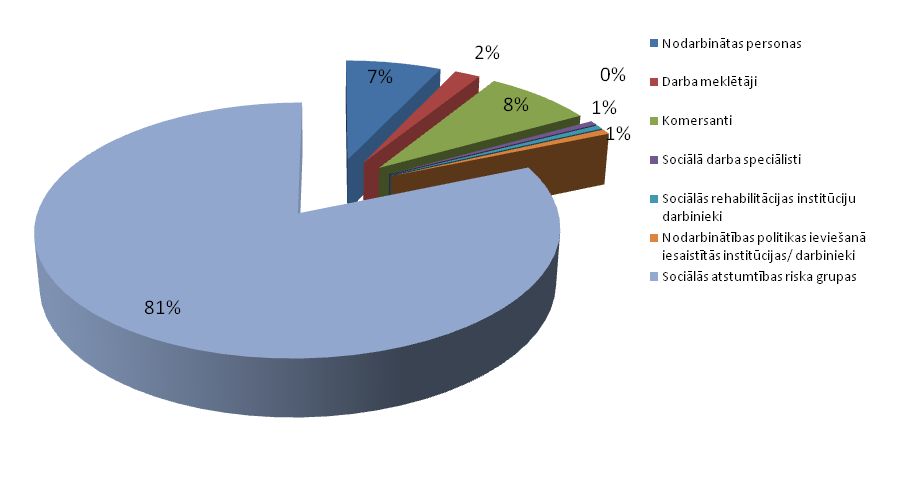 7%
2%
8%
0%
1%
1%
81%
Nodarbinātas personas
Darba meklētāji
Komersanti
Sociālā darba speciālisti
Sociālās rehabilitācijas institūciju
darbinieki
Nodarbinātības politikas ieviešanā
iesaistītās institūcijas/ darbinieki
Sociālās atstumtības riska grupas